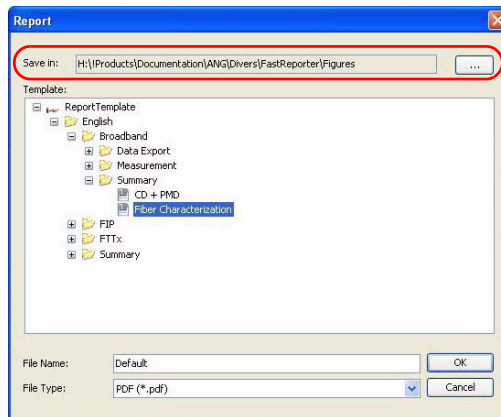 Report
Save in: H:\!Products\Documentation\ANG\Divers\FastReporter\Figures ...
Template:
ReportTemplate
English
Broadband
Data Export
Measurement
Summary
CD + PMD
Fiber Characterization
FIP
FTTx
Summary
File Name: Default OK
File Type: PDF (*.pdf) Cancel